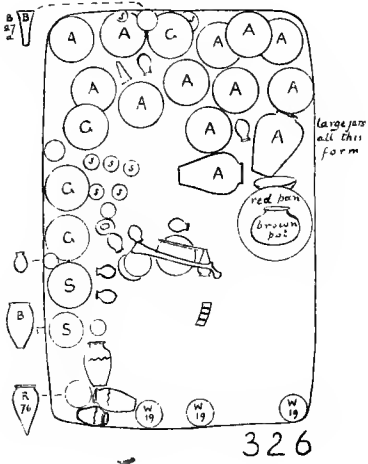 B
27
B
S S
A A G A A A
A A A A A
G A A
large jars
all this
form
S S S
A
G S S
red pan
brown
pot
G
S
B S
R
76
W
19
W
19
W
19
326